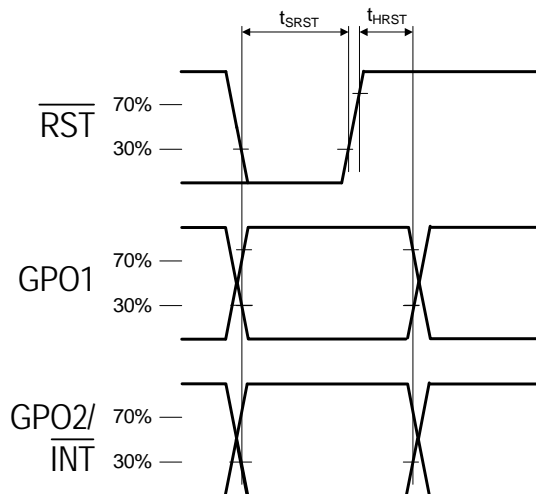 tSRST
tHRST
RST
70%
30%
GPO1
70%
30%
GPO2/
INT
70%
30%